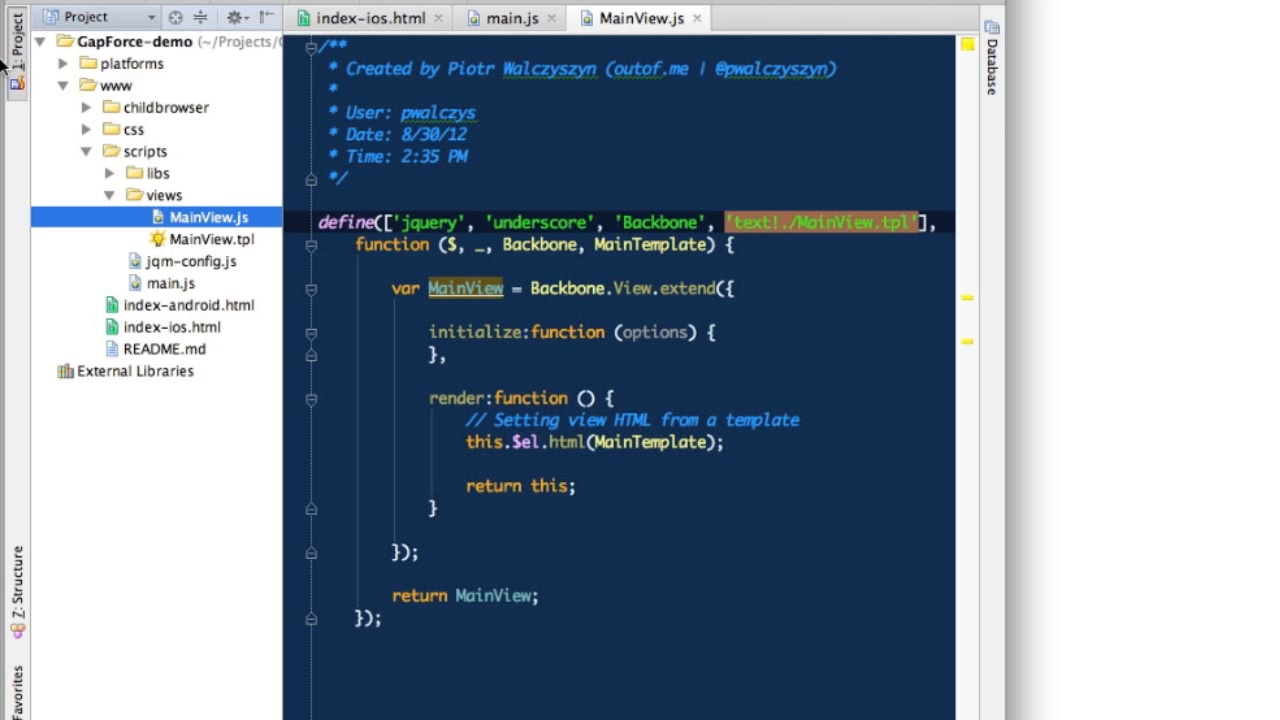 Project
index-ios.html
main.js
MainView.js
1: Project
GapForce-demo (~/Projects/
platforms
www
childbrowser
css
scripts
libs
views
MainView.js
MainView.tpl
jqm-config.js
main.js
index-android.html
index-ios.html
README.md
External Libraries
Z: Structure
Favorites
/**
* Created by Piotr Walczyszyn (outof.me | @pwalczyszyn)
*
* User: pwalczys
* Date: 8/30/12
* Time: 2:35 PM
*/
define(['jquery', 'underscore', 'Backbone', 'text!./MainView.tpl'],
function ($, _, Backbone, MainTemplate) {
var MainView = Backbone.View.extend({
initialize:function (options) {
},
render:function () {
// Setting view HTML from a template
this.$el.html(MainTemplate);
return this;
}
});
return MainView;
});
Database